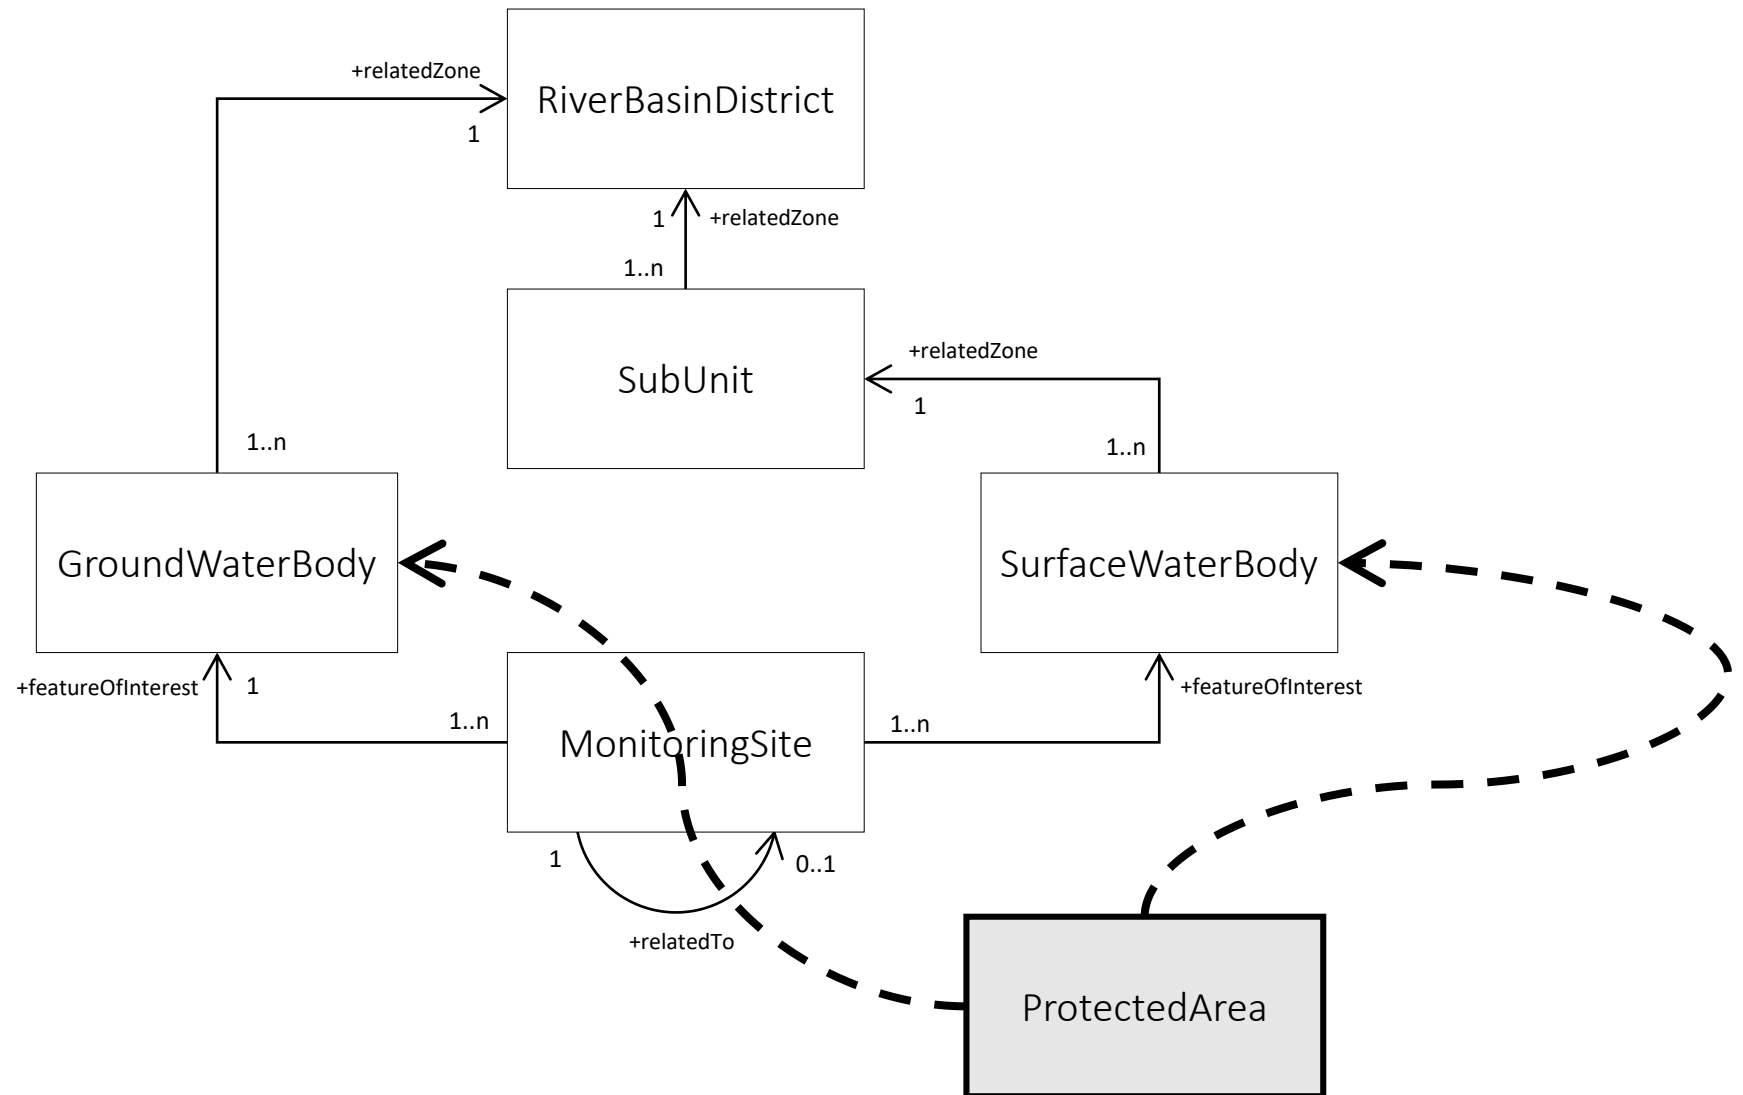 +relatedZone
RiverBasinDistrict
1
1
+relatedZone
1..n
SubUnit
+relatedZone
1
1..n
1..n
GroundWaterBody
SurfaceWaterBody
+featureOfInterest
1
1..n
MonitoringSite
1..n
+featureOfInterest
1
0..1
+relatedTo
ProtectedArea